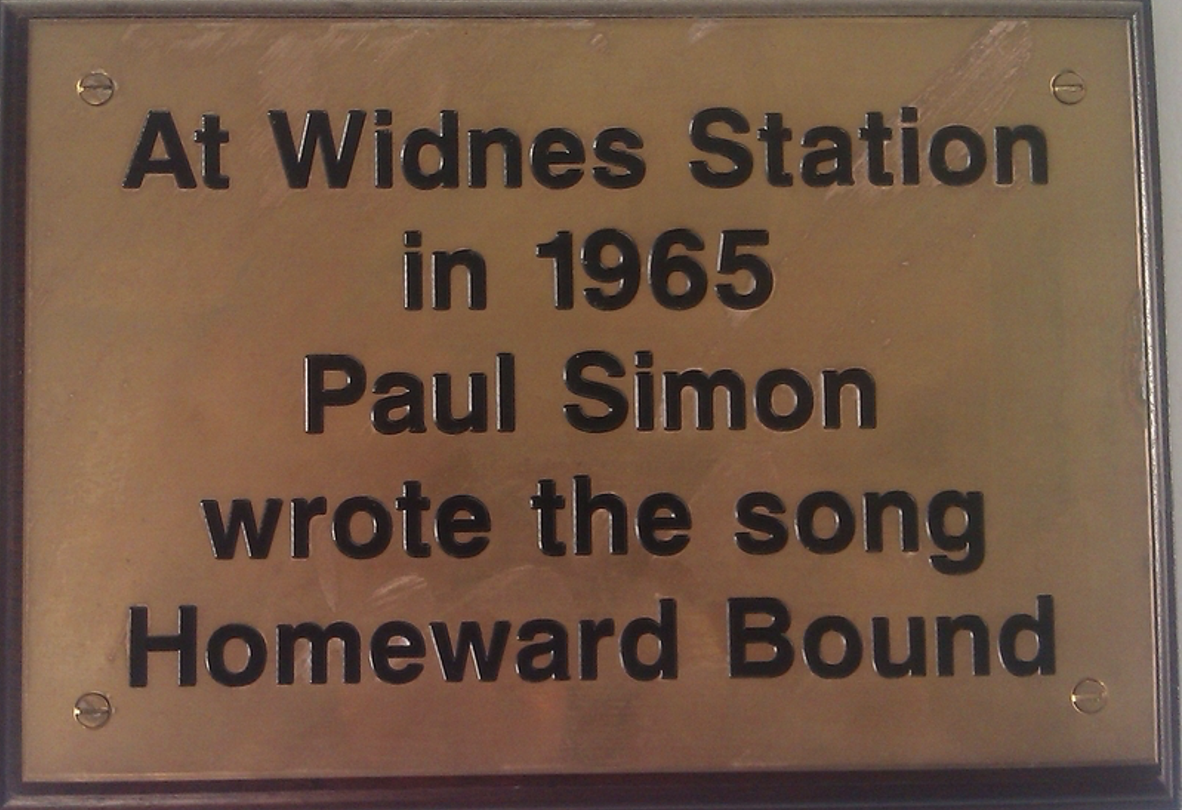 At Widnes Station
in 1965
Paul Simon
wrote the song
Homeward Bound